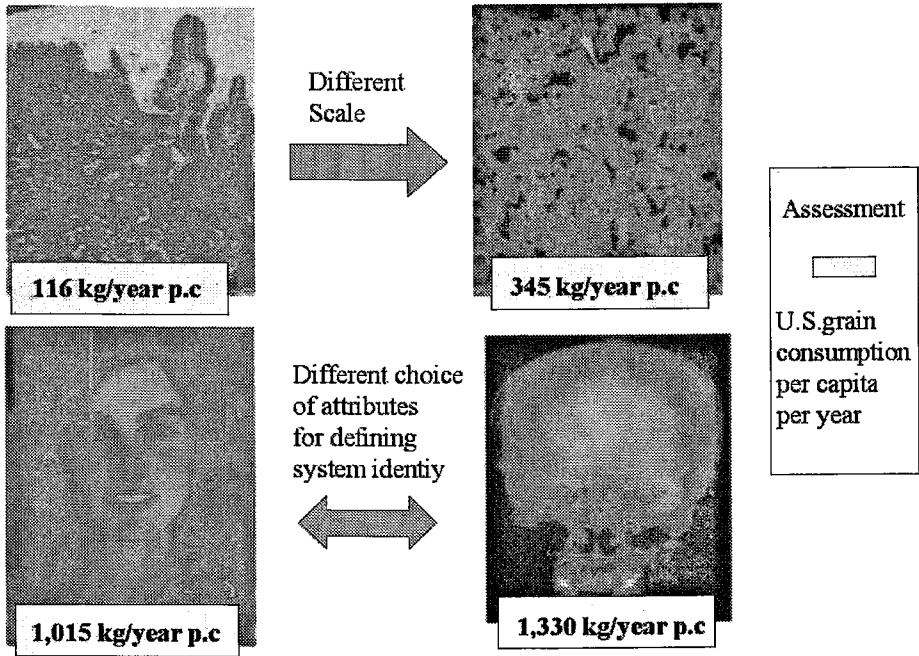 Different
Scale
116 kg/year p.c
345 kg/year p.c
Assessment
U.S.grain
consumption
per capita
per year
Different choice
of attributes
for defining
system identiy
1,015 kg/year p.c
1,330 kg/year p.c